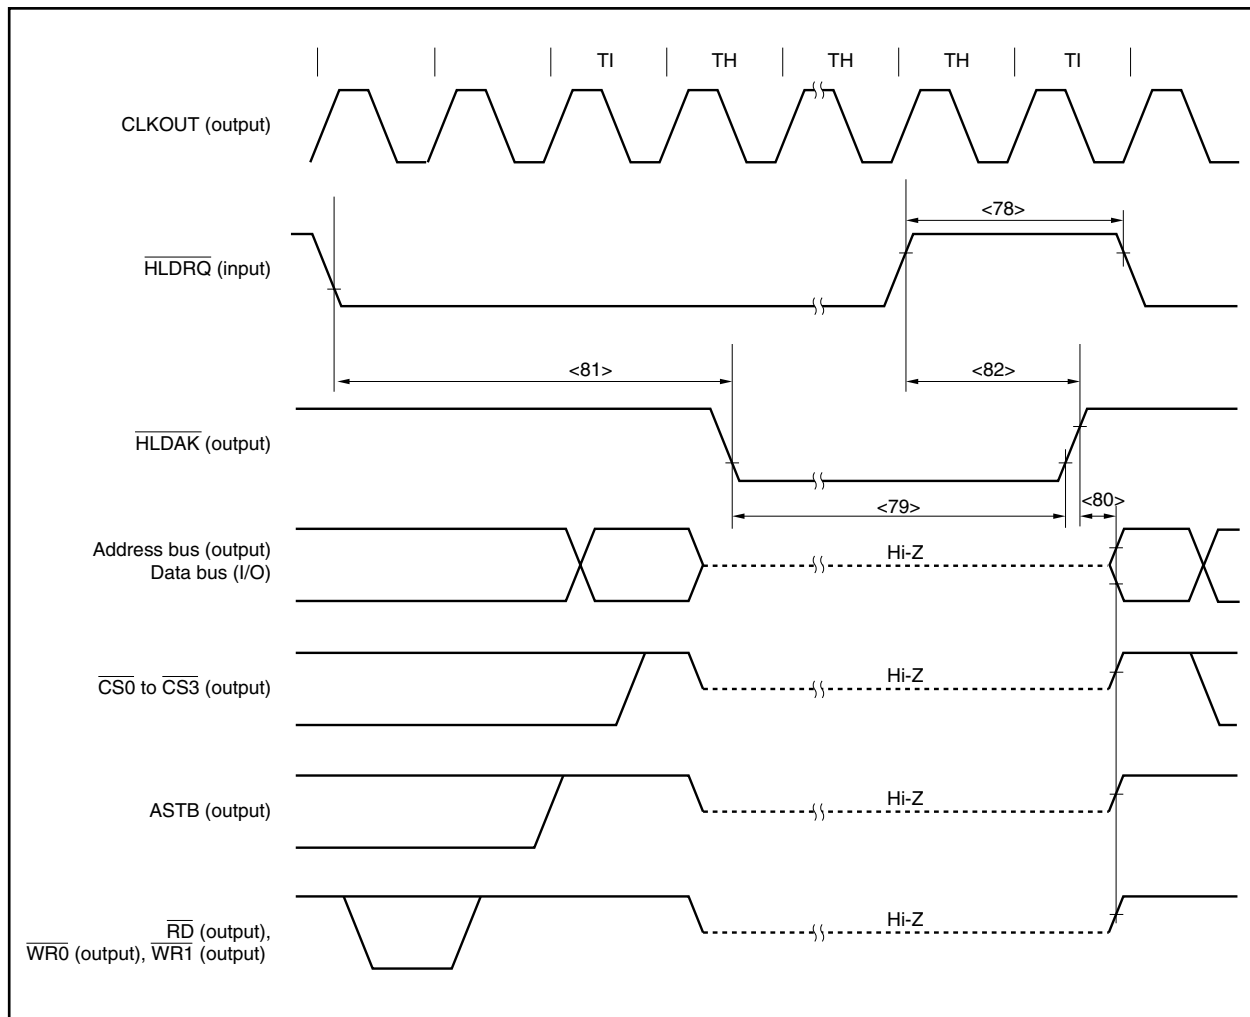 TI TH TH TH TI
CLKOUT (output)
<78>
HLDRQ (input)
<81> <82>
HLDAK (output)
<79> <80>
Address bus (output)
Data bus (I/O)
Hi-Z
CS0 to CS3 (output)
Hi-Z
ASTB (output)
Hi-Z
RD (output),
WR0 (output), WR1 (output)
Hi-Z